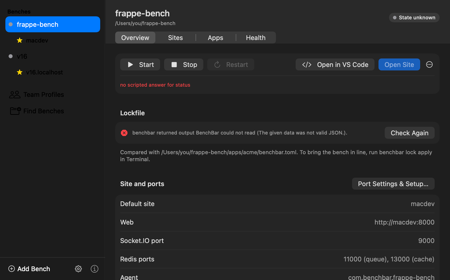 Benches
frappe-bench
macdev
v16
v16.localhost
Team Profiles
Find Benches
Add Bench
frappe-bench
/Users/you/frappe-bench
State unknown
Overview
Sites
Apps
Health
Start
Stop
Restart
Open in VS Code
Open Site
no scripted answer for status
Lockfile
benchbar returned output BenchBar could not read (The given data was not valid JSON).
Check Again
Compared with /Users/you/frappe-bench/apps/acme/benchbar.toml. To bring the bench in line, run benchbar lock apply
in Terminal.
Site and ports
Port Settings & Setup...
Default site
macdev
Web
http://macdev:8000
Socket.IO port
9000
Redis ports
11000 (queue), 13000 (cache)
Agent
com.benchbar.frappe-bench